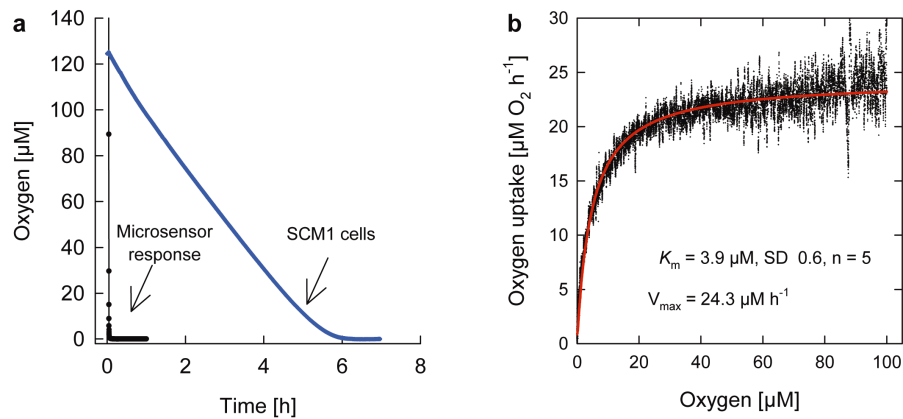 a
140
120
100
80
60
40
20
0
Oxygen [µM]
Microsensor
response
SCM1 cells
0 2 4 6 8
Time [h]
b
30
25
20
15
10
5
0
Oxygen uptake [µM O₂ h⁻¹]
Kₘ = 3.9 µM, SD 0.6, n = 5
Vₘₐₓ = 24.3 µM h⁻¹
0 20 40 60 80 100
Oxygen [µM]